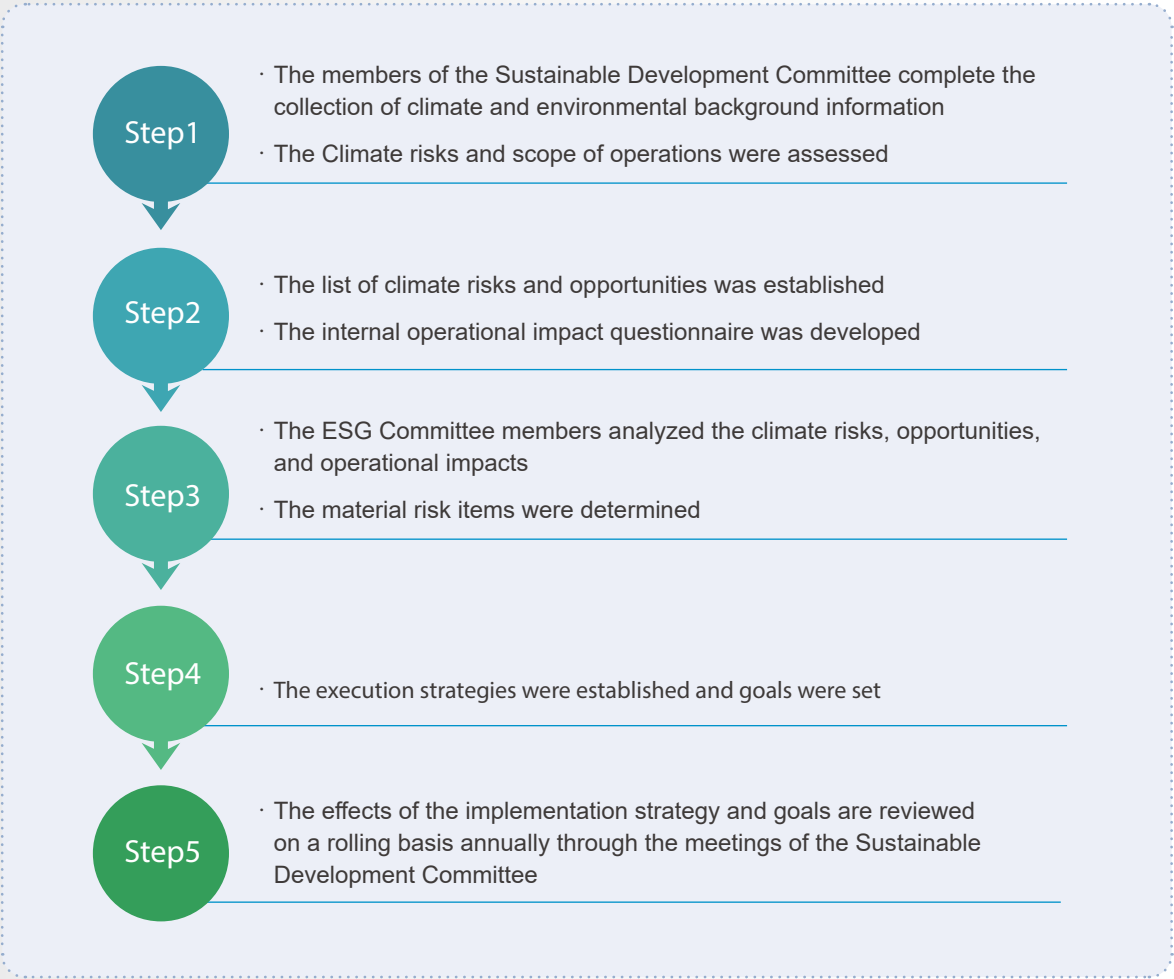 Step1
· The members of the Sustainable Development Committee complete the
collection of climate and environmental background information
· The Climate risks and scope of operations were assessed
Step2
· The list of climate risks and opportunities was established
· The internal operational impact questionnaire was developed
Step3
· The ESG Committee members analyzed the climate risks, opportunities,
and operational impacts
· The material risk items were determined
Step4
· The execution strategies were established and goals were set
Step5
· The effects of the implementation strategy and goals are reviewed
on a rolling basis annually through the meetings of the Sustainable
Development Committee